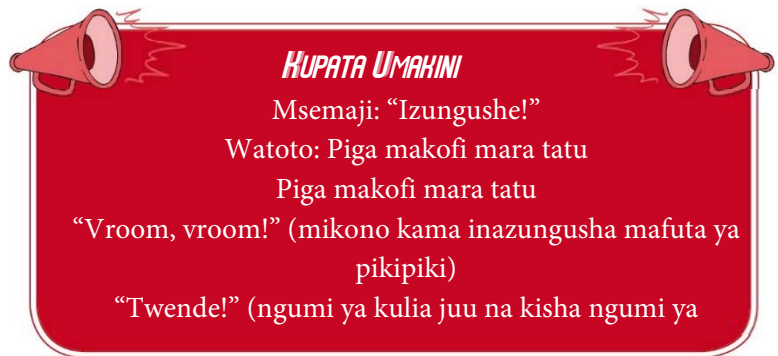 Kupata Umakini
Msemaji: “Izungushe!”
Watoto: Piga makofi mara tatu
Piga makofi mara tatu
“Vroom, vroom!” (mikono kama inazungusha mafuta ya
pikipiki)
“Twende!” (ngumi ya kulia juu na kisha ngumi ya